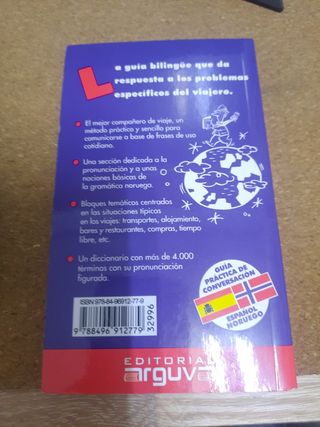 La guía bilingüe que da
respuesta a los problemas
específicos del viajero.
• El mejor compañero de viaje, un
método práctico y sencillo para
comunicarse a base de frases de uso
cotidiano.
• Una sección dedicada a la
pronunciación y a unas
nociones básicas de
la gramática noruega.
• Bloques temáticos centrados
en las situaciones típicas
en los viajes: transportes, alojamiento,
bares y restaurantes, compras, tiempo
libre, etc.
• Un diccionario con más de 4.000
términos con su pronunciación
figurada.
GUÍA
PRÁCTICA DE
CONVERSACIÓN
ESPAÑOL
NORUEGO
ISBN 978-84-96912-77-9
9 788496 912779
32996
EDITORIAL
arguval